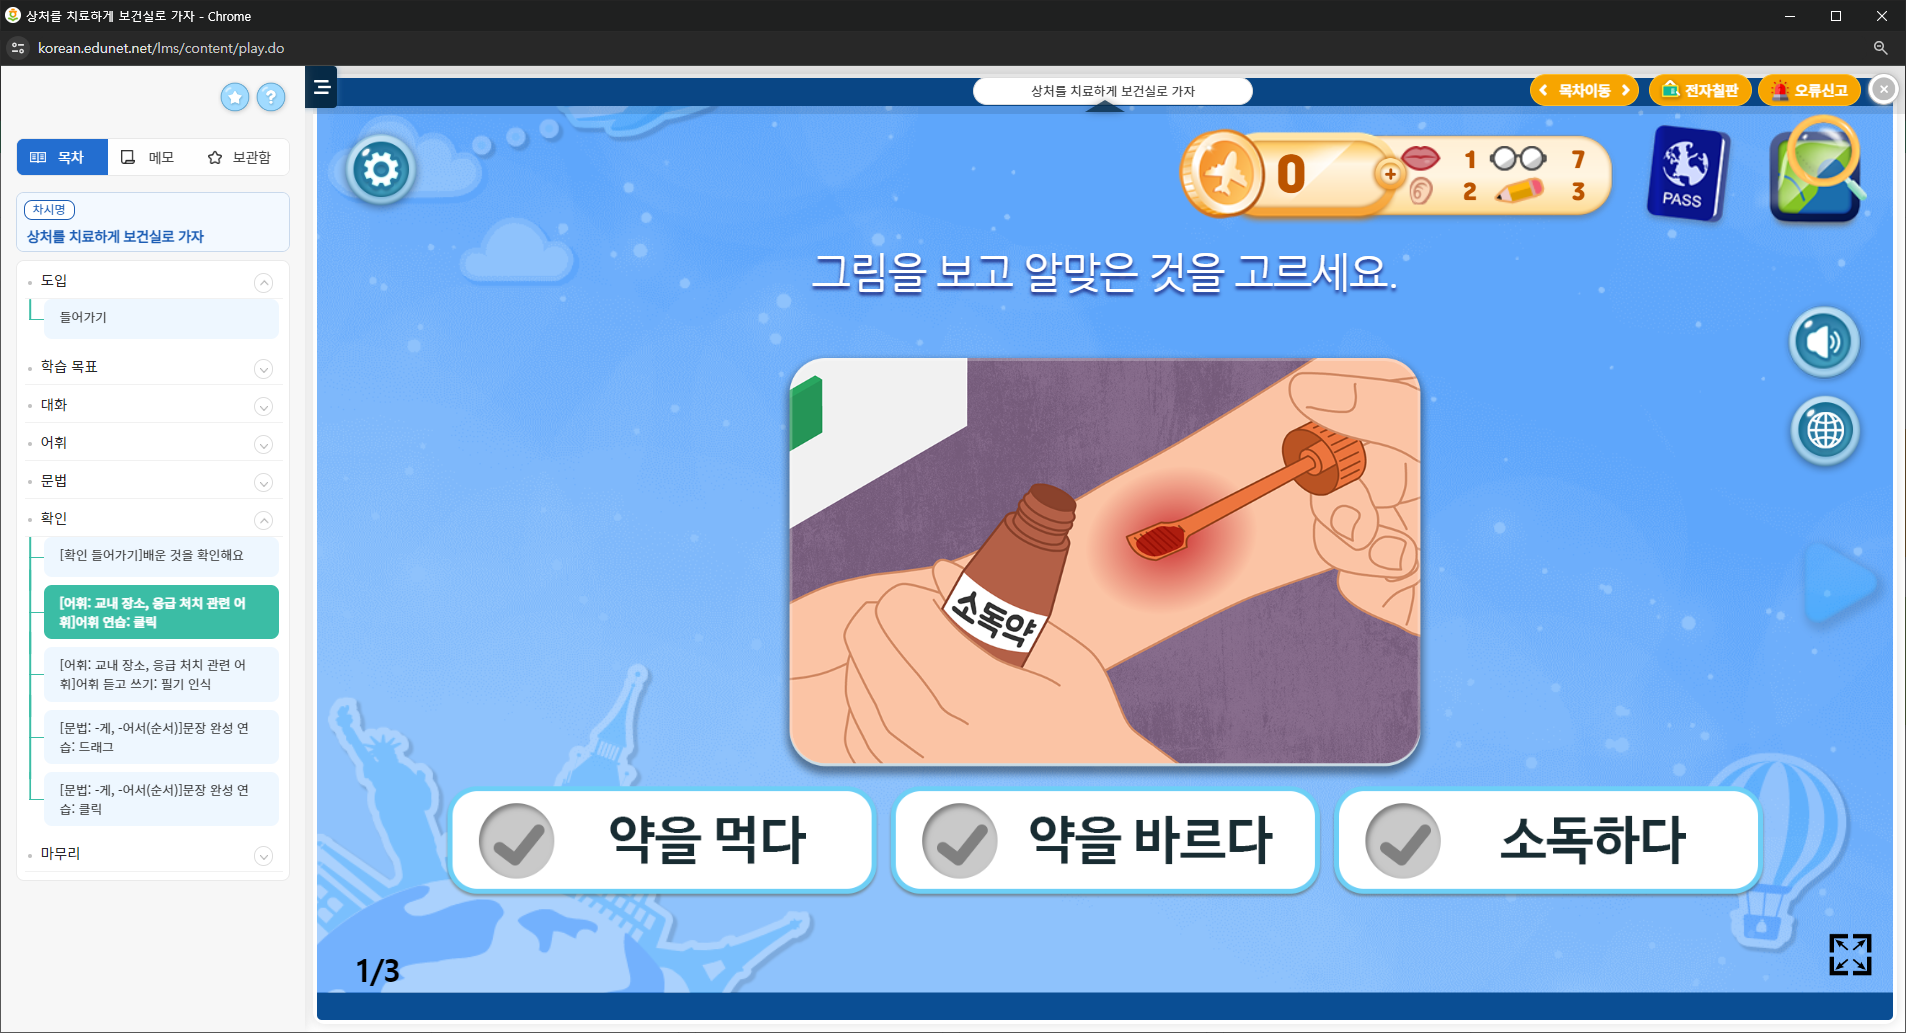 상처를 치료하게 보건실로 가자 - Chrome
korean.edunet.net/lms/content/play.do
?
목차
메모
보관함
차시명
상처를 치료하게 보건실로 가자
도입
들어가기
학습 목표
대화
어휘
문법
확인
[확인 들어가기]배운 것을 확인해요
[어휘: 교내 장소, 응급 처치 관련 어
휘]어휘 연습: 클릭
[어휘: 교내 장소, 응급 처치 관련 어
휘]어휘 듣고 쓰기: 필기 인식
[문법: -게, -어서(순서)]문장 완성 연
습: 드래그
[문법: -게, -어서(순서)]문장 완성 연
습: 클릭
마무리
상처를 치료하게 보건실로 가자
목차이동
전자칠판
오류신고
0
1
7
2
3
PASS
그림을 보고 알맞은 것을 고르세요.
소독약
약을 먹다
약을 바르다
소독하다
1/3